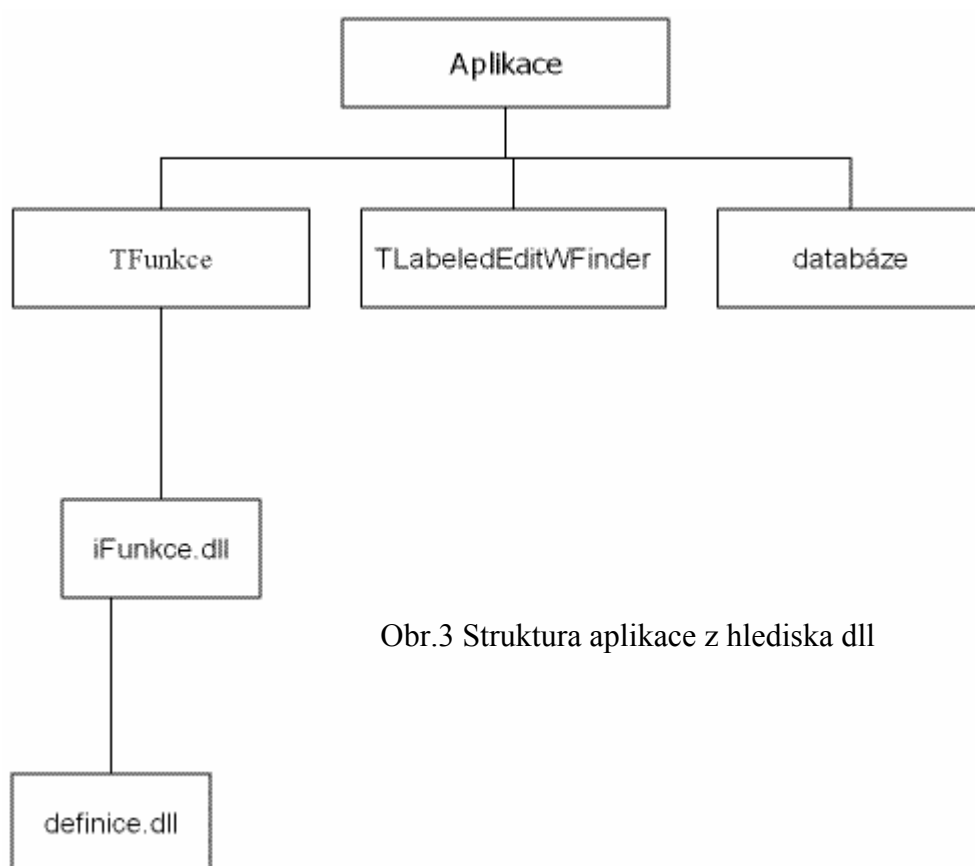 Aplikace
TFunkce
TLabeledEditWFinder
databáze
iFunkce.dll
Obr.3 Struktura aplikace z hlediska dll
definice.dll